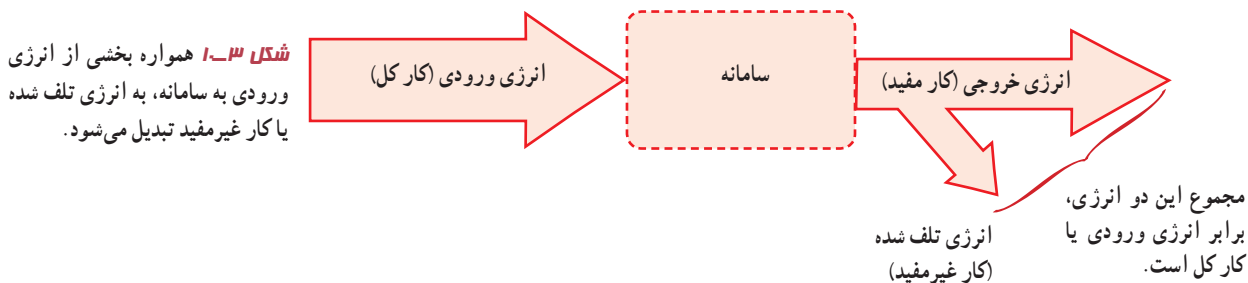 شکل ۳ــ۱۰ همواره بخشی از انرژی
ورودی به سامانه، به انرژی تلف شده
یا کار غیرمفید تبدیل می‌شود.
انرژی ورودی (کار کل)
سامانه
انرژی خروجی (کار مفید)
انرژی تلف شده
(کار غیرمفید)
مجموع این دو انرژی،
برابر انرژی ورودی یا
کار کل است.